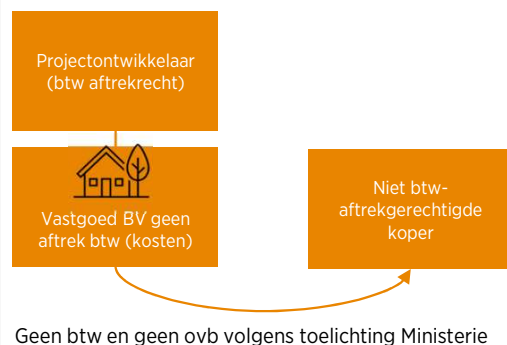 Projectontwikkelaar
(btw aftrekrecht)
Vastgoed BV geen
aftrek btw (kosten)
Niet btw-
aftrekgerechtigde
koper
Geen btw en geen ovb volgens toelichting Ministerie